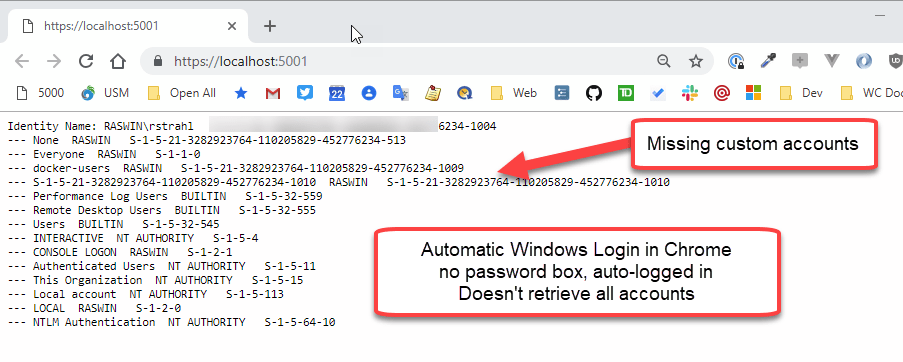 https://localhost:5001
https://localhost:5001
5000
USM
Open All
22
Web
TD
Dev
WC Doc
Identity Name: RASWIN\rstrahl 6234-1004
--- None RASWIN S-1-5-21-3282923764-110205829-452776234-513
--- Everyone RASWIN S-1-1-0
--- docker-users RASWIN S-1-5-21-3282923764-110205829-452776234-1009
--- S-1-5-21-3282923764-110205829-452776234-1010 RASWIN S-1-5-21-3282923764-110205829-452776234-1010
--- Performance Log Users BUILTIN S-1-5-32-559
--- Remote Desktop Users BUILTIN S-1-5-32-555
--- Users BUILTIN S-1-5-32-545
--- INTERACTIVE NT AUTHORITY S-1-5-4
--- CONSOLE LOGON RASWIN S-1-2-1
--- Authenticated Users NT AUTHORITY S-1-5-11
--- This Organization NT AUTHORITY S-1-5-15
--- Local account NT AUTHORITY S-1-5-113
--- LOCAL RASWIN S-1-2-0
--- NTLM Authentication NT AUTHORITY S-1-5-64-10
Missing custom accounts
Automatic Windows Login in Chrome
no password box, auto-logged in
Doesn't retrieve all accounts